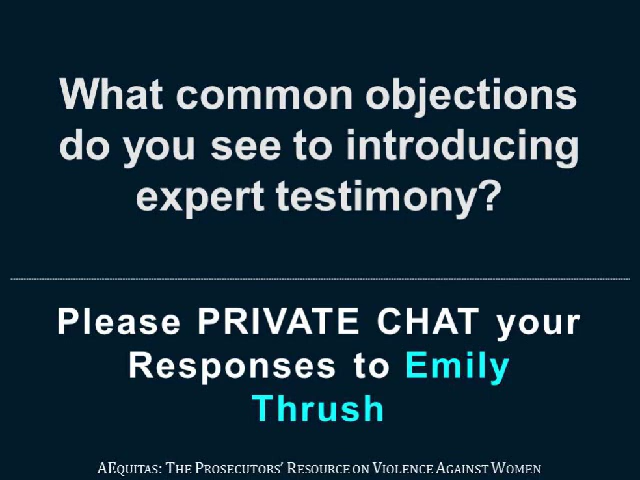 What common objections
do you see to introducing
expert testimony?
Please PRIVATE CHAT your
Responses to Emily
Thrush
AEQUITAS: THE PROSECUTORS' RESOURCE ON VIOLENCE AGAINST WOMEN